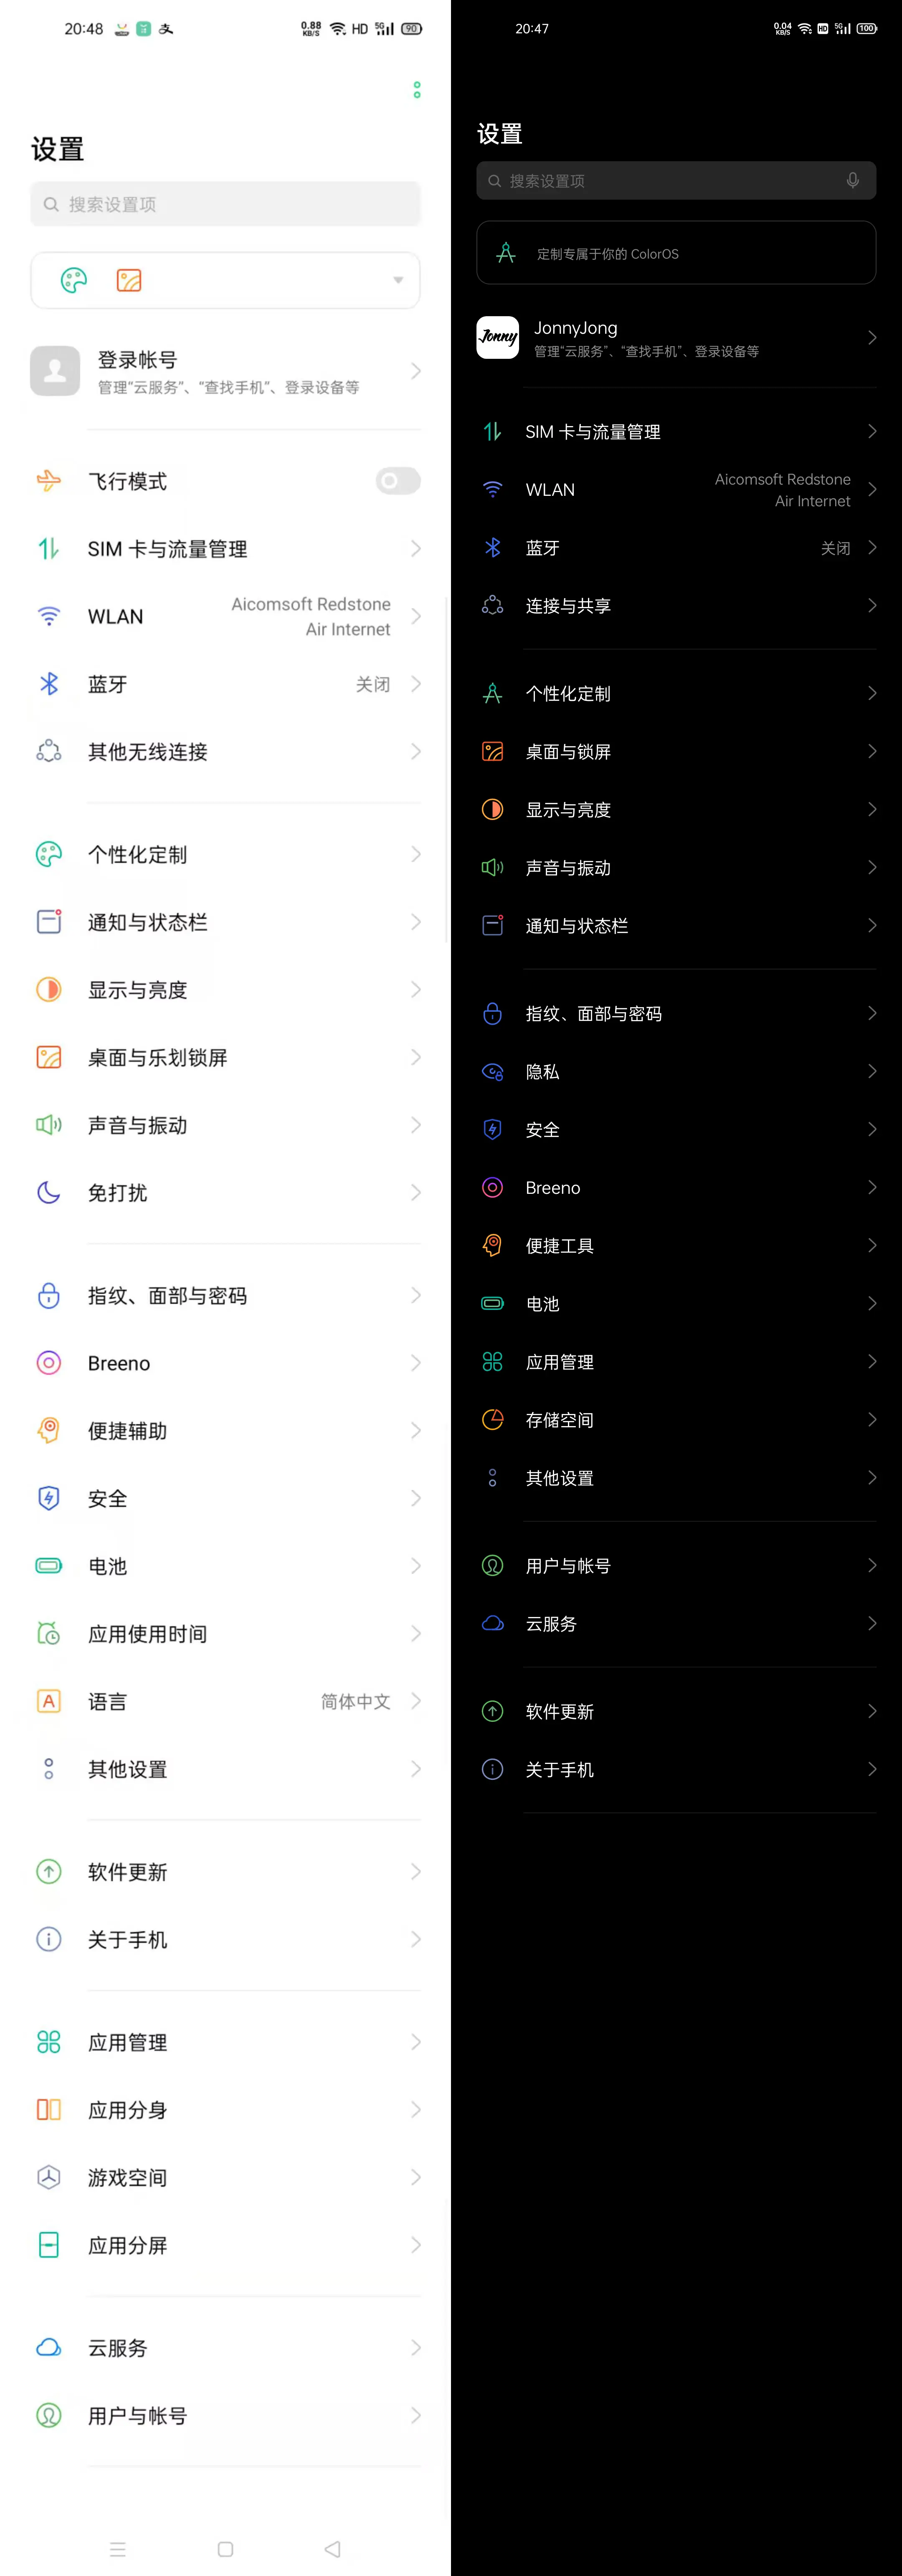 20:48
0.88 KB/S
HD
5G
90
设置
搜索设置项
登录帐号
管理“云服务”、“查找手机”、登录设备等
飞行模式
SIM 卡与流量管理
WLAN
Aicomsoft Redstone
Air Internet
蓝牙
关闭
其他无线连接
个性化定制
通知与状态栏
显示与亮度
桌面与乐划锁屏
声音与振动
免打扰
指纹、面部与密码
Breeno
便捷辅助
安全
电池
应用使用时间
A
语言
简体中文
其他设置
软件更新
关于手机
应用管理
应用分身
游戏空间
应用分屏
云服务
用户与帐号
20:47
0.04 KB/S
HD
5G
100
设置
搜索设置项
定制专属于你的 ColorOS
Jonny
JonnyJong
管理“云服务”、“查找手机”、登录设备等
SIM 卡与流量管理
WLAN
Aicomsoft Redstone
Air Internet
蓝牙
关闭
连接与共享
个性化定制
桌面与锁屏
显示与亮度
声音与振动
通知与状态栏
指纹、面部与密码
隐私
安全
Breeno
便捷工具
电池
应用管理
存储空间
其他设置
用户与帐号
云服务
软件更新
关于手机